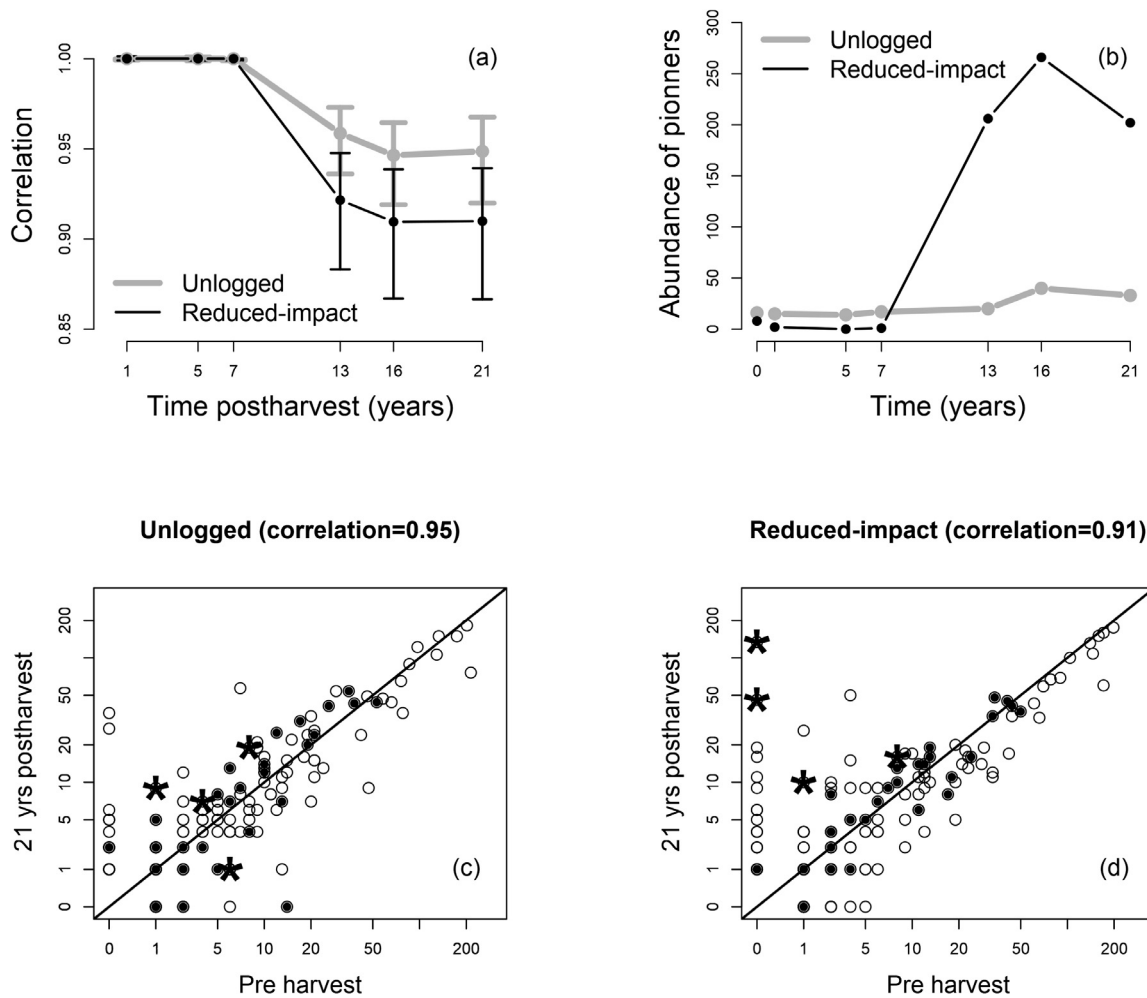 (a)
Correlation
1.00
0.95
0.90
0.85
Unlogged
Reduced-impact
1 5 7 13 16 21
Time postharvest (years)
Unlogged
Reduced-impact
(b)
Abundance of pionners
300
250
200
150
100
50
0
0 5 7 13 16 21
Time (years)
Unlogged (correlation=0.95)
21 yrs postharvest
200
50
20
10
5
1
0
(c)
0 1 5 10 20 50 200
Pre harvest
Reduced-impact (correlation=0.91)
21 yrs postharvest
200
50
20
10
5
1
0
(d)
0 1 5 10 20 50 200
Pre harvest